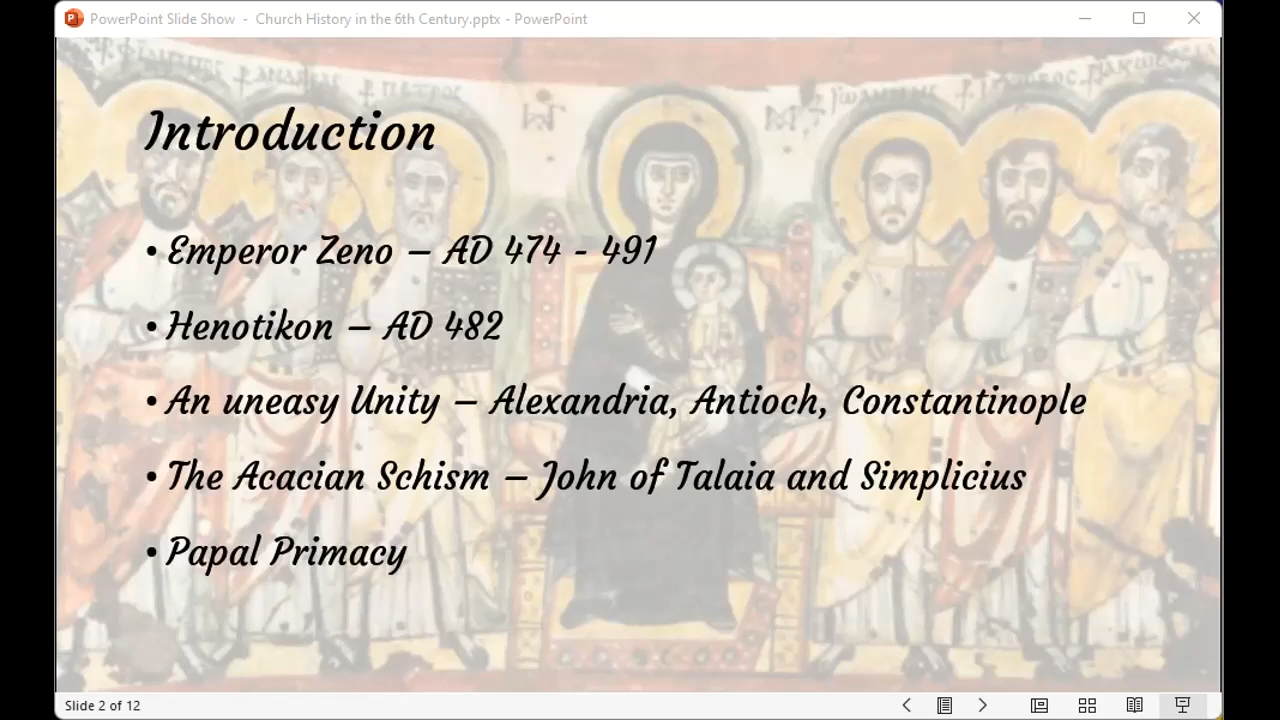 PowerPoint Slide Show - Church History in the 6th Century.pptx - PowerPoint
Introduction
• Emperor Zeno – AD 474 - 491
• Henotikon – AD 482
• An uneasy Unity – Alexandria, Antioch, Constantinople
• The Acacian Schism – John of Talaia and Simplicius
• Papal Primacy
Slide 2 of 12